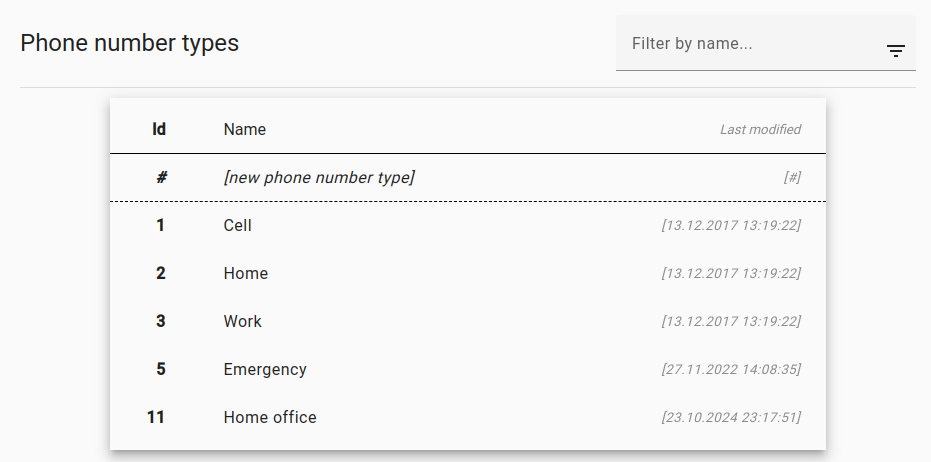 Phone number types
Filter by name...
Id Name Last modified
# [new phone number type] [#]
1 Cell [13.12.2017 13:19:22]
2 Home [13.12.2017 13:19:22]
3 Work [13.12.2017 13:19:22]
5 Emergency [27.11.2022 14:08:35]
11 Home office [23.10.2024 23:17:51]